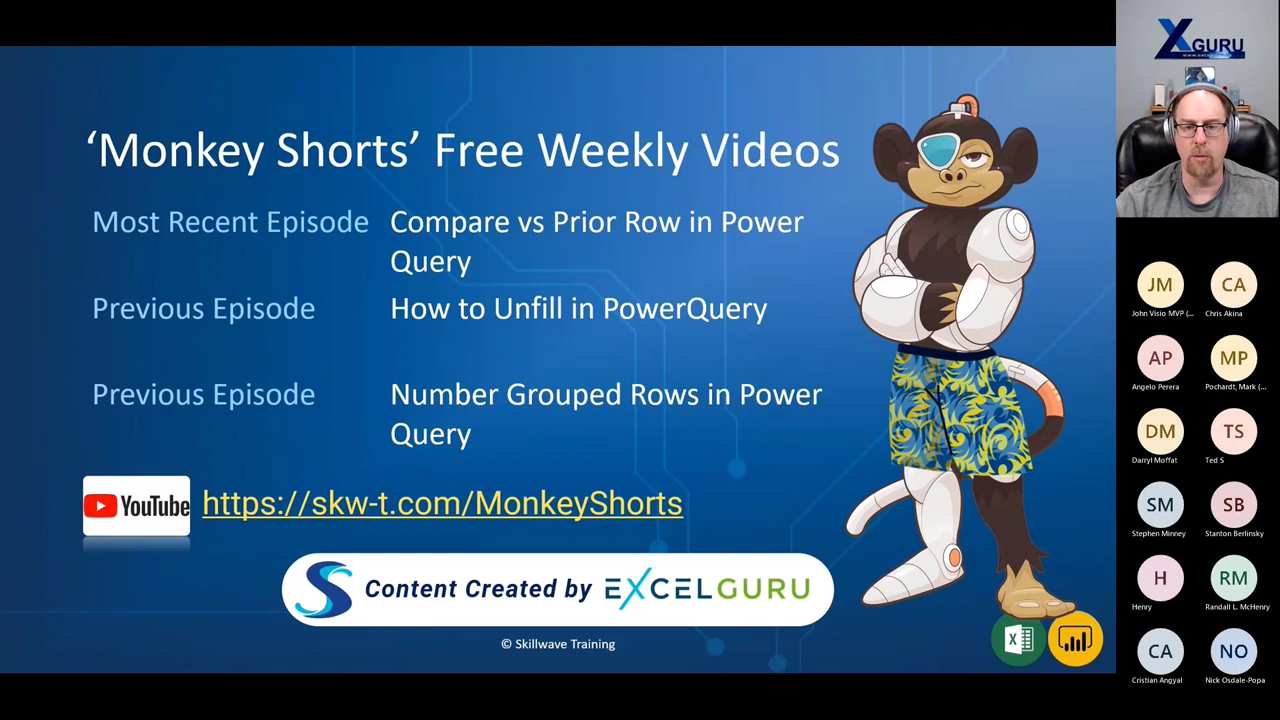 ‘Monkey Shorts’ Free Weekly Videos
Most Recent Episode
Compare vs Prior Row in Power
Query
Previous Episode
How to Unfill in PowerQuery
Previous Episode
Number Grouped Rows in Power
Query
YouTube
https://skw-t.com/MonkeyShorts
Content Created by EXCELGURU
© Skillwave Training
XGURU
JM
CA
John Visio MVP (...
Chris Akina
AP
MP
Angelo Perera
Pochardt, Mark (...
DM
TS
Darryl Moffat
Ted S
SM
SB
Stephen Minney
Stanton Berlinsky
H
RM
Henry
Randall L. McHenry
CA
NO
Cristian Angyal
Nick Osdale-Popa